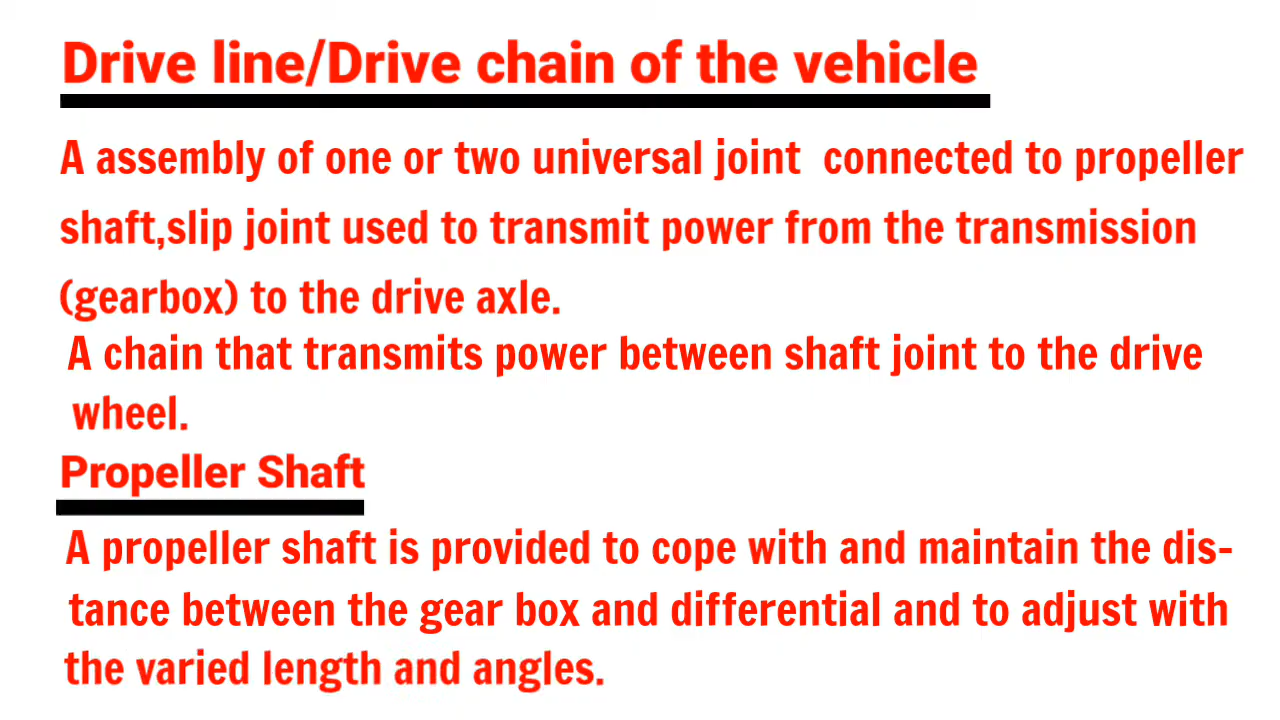 Drive line/Drive chain of the vehicle
A assembly of one or two universal joint connected to propeller
shaft,slip joint used to transmit power from the transmission
(gearbox) to the drive axle.
A chain that transmits power between shaft joint to the drive
wheel.
Propeller Shaft
A propeller shaft is provided to cope with and maintain the dis-
tance between the gear box and differential and to adjust with
the varied length and angles.